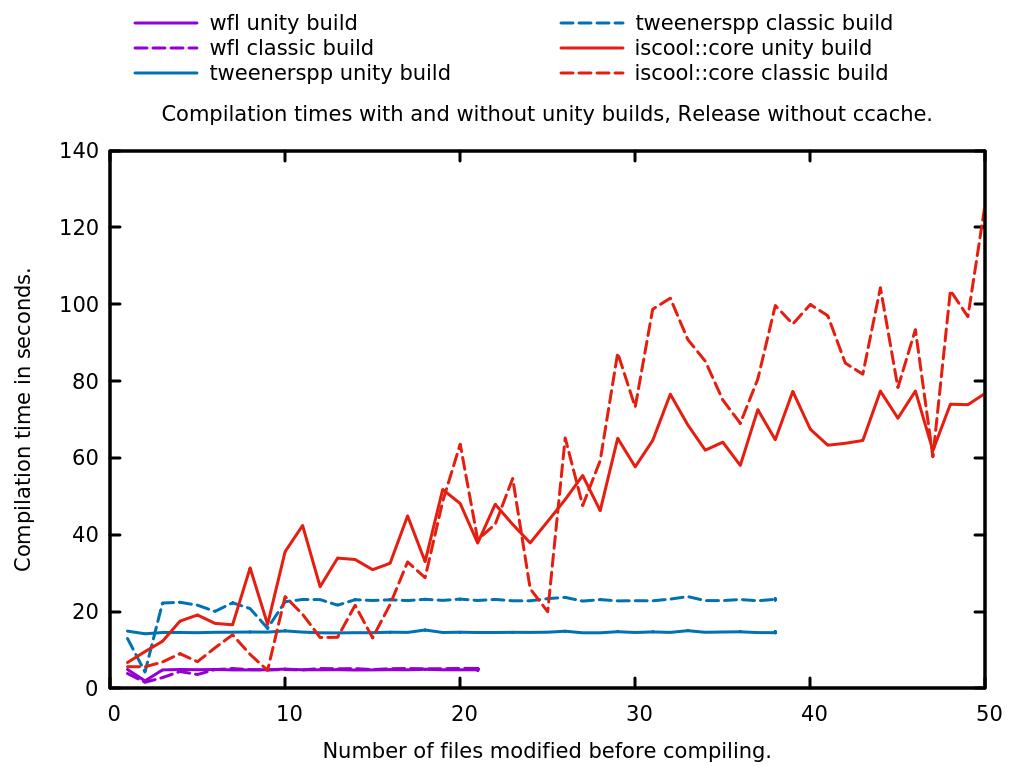 wfl unity build
wfl classic build
tweenerspp unity build
tweenerspp classic build
iscool::core unity build
iscool::core classic build
Compilation times with and without unity builds, Release without ccache.
140
120
100
80
60
40
20
0
Compilation time in seconds.
0 10 20 30 40 50
Number of files modified before compiling.